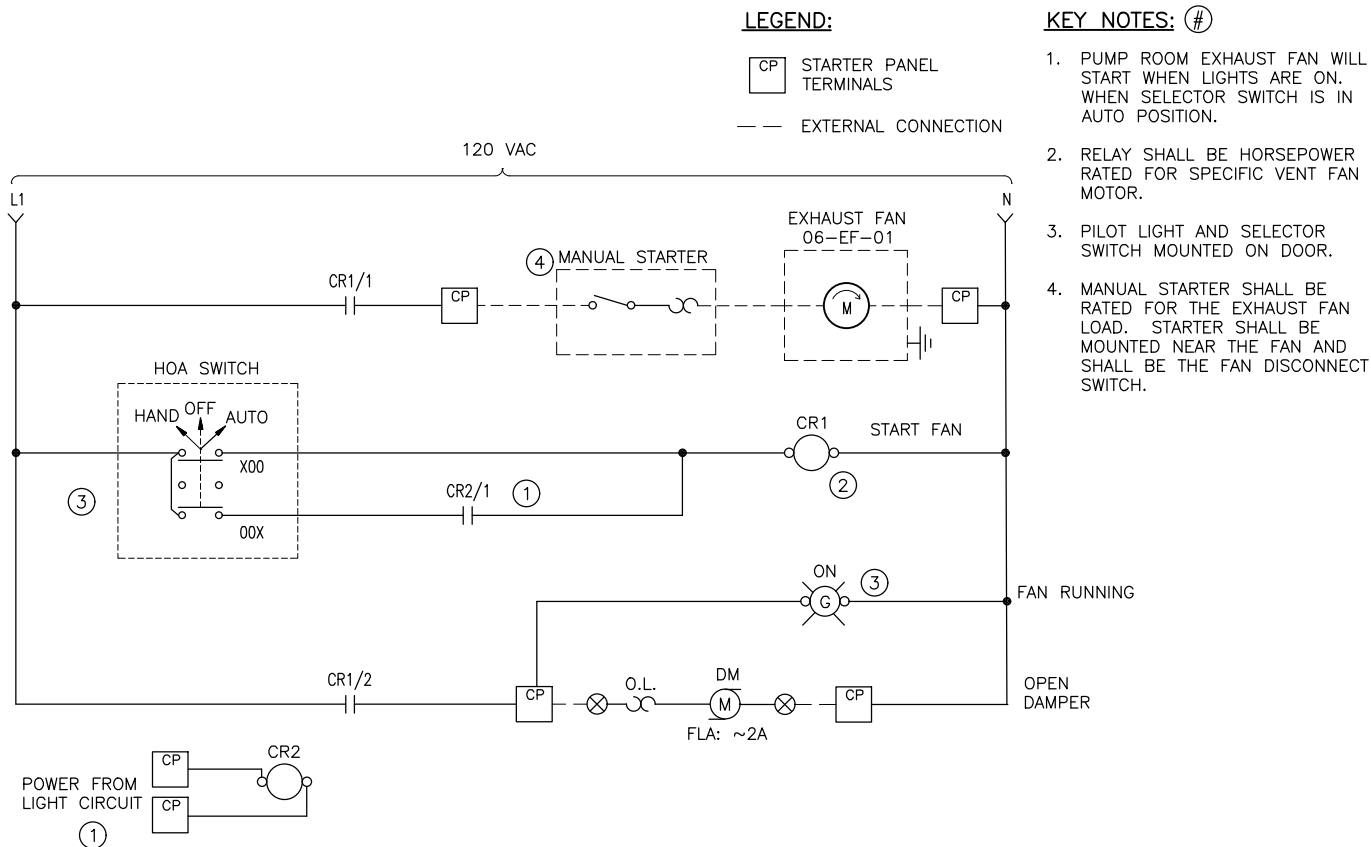 LEGEND:
CP STARTER PANEL
TERMINALS
EXTERNAL CONNECTION
KEY NOTES: #
1. PUMP ROOM EXHAUST FAN WILL
START WHEN LIGHTS ARE ON.
WHEN SELECTOR SWITCH IS IN
AUTO POSITION.
2. RELAY SHALL BE HORSEPOWER
RATED FOR SPECIFIC VENT FAN
MOTOR.
3. PILOT LIGHT AND SELECTOR
SWITCH MOUNTED ON DOOR.
4. MANUAL STARTER SHALL BE
RATED FOR THE EXHAUST FAN
LOAD. STARTER SHALL BE
MOUNTED NEAR THE FAN AND
SHALL BE THE FAN DISCONNECT
SWITCH.
120 VAC
L1
N
EXHAUST FAN
06-EF-01
4 MANUAL STARTER
CR1/1
CP
M
CP
HOA SWITCH
HAND OFF AUTO
X00
00X
3
CR2/1 1
CR1 START FAN
2
ON 3
G
FAN RUNNING
CR1/2
CP
O.L.
DM
M
FLA: ~2A
CP
OPEN
DAMPER
POWER FROM
LIGHT CIRCUIT
1
CP
CP
CR2